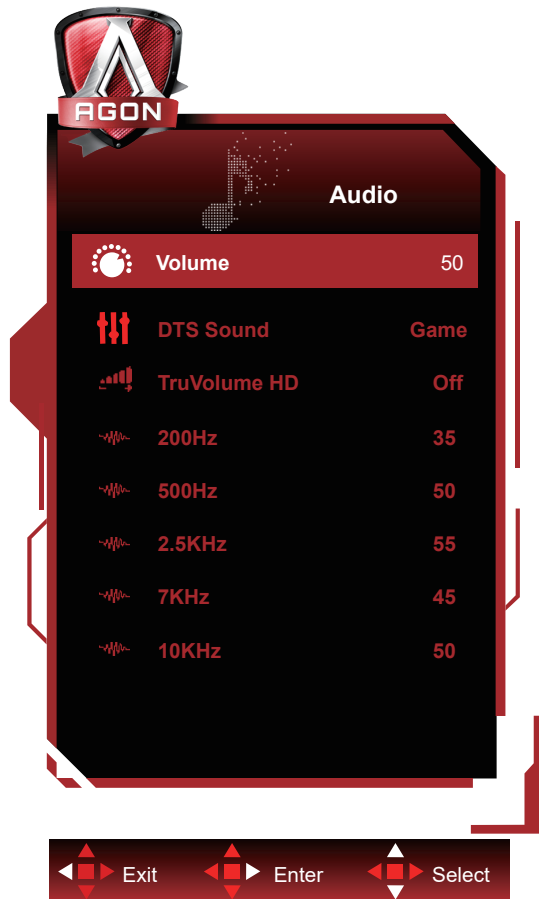 AGON
Audio
Volume 50
DTS Sound Game
TruVolume HD Off
200Hz 35
500Hz 50
2.5KHz 55
7KHz 45
10KHz 50
Exit Enter Select